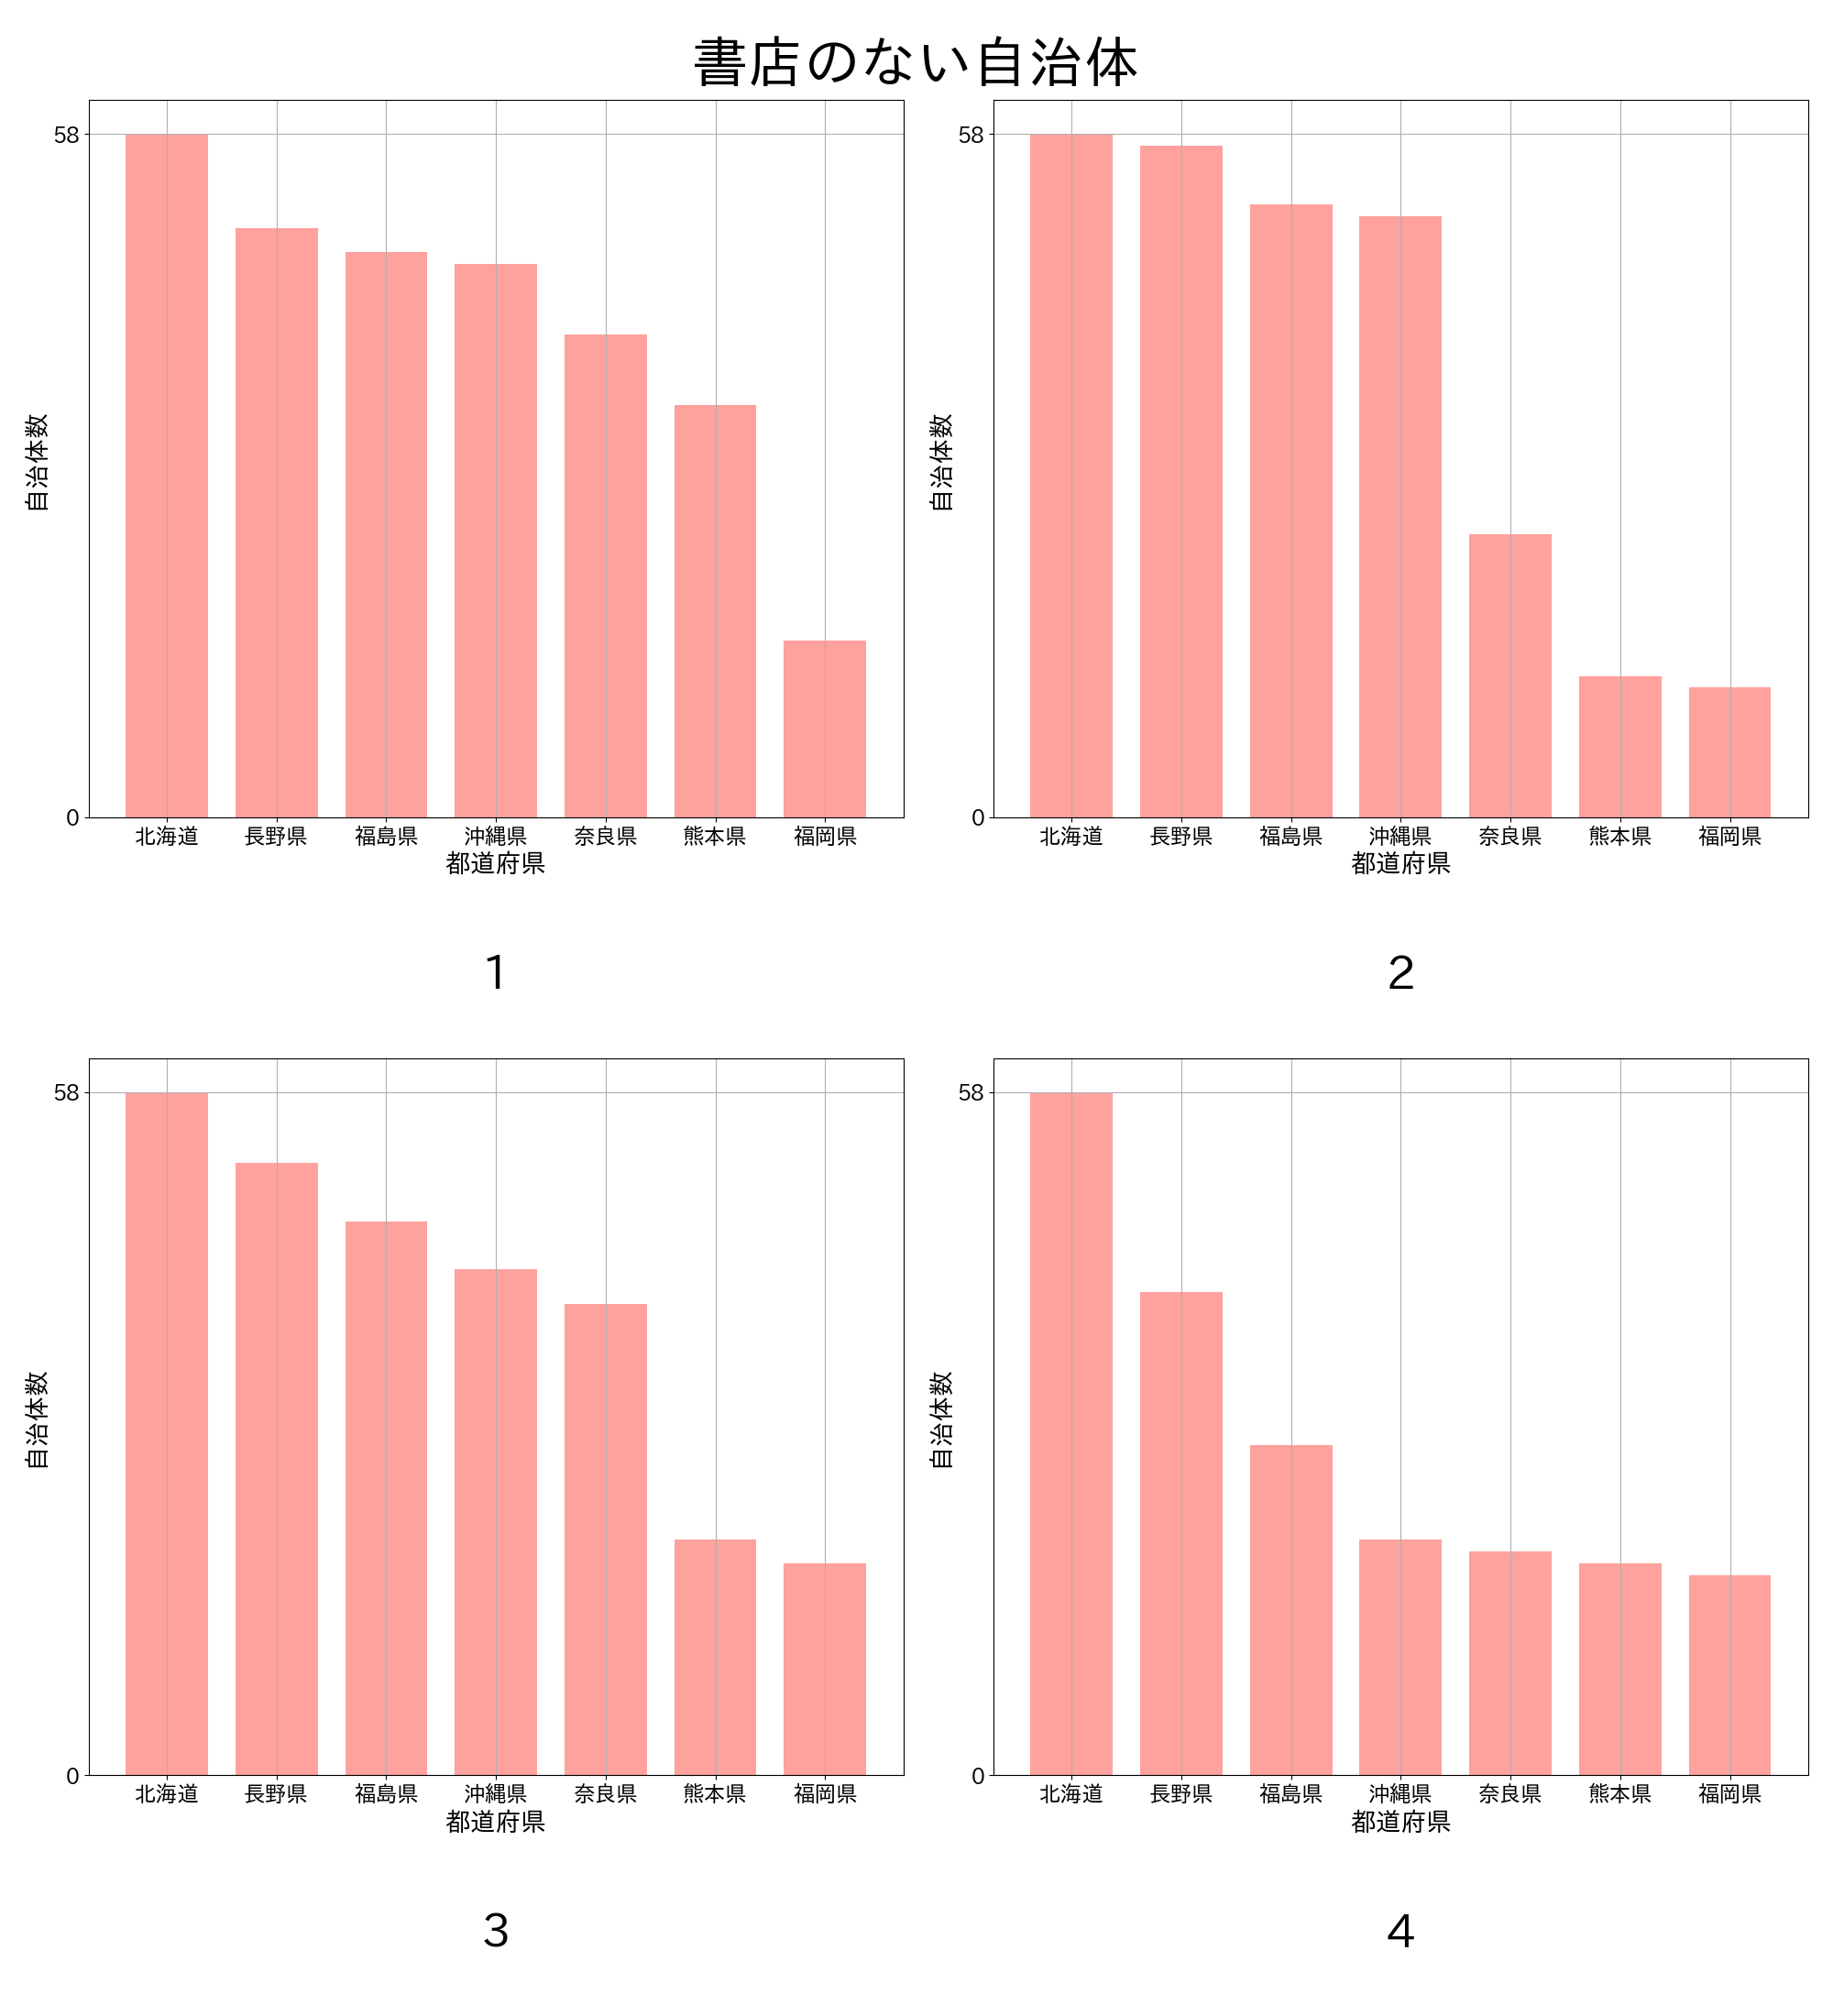 書店のない自治体
58
0
自治体数
北海道 長野県 福島県 沖縄県 奈良県 熊本県 福岡県
都道府県
1
58
0
自治体数
北海道 長野県 福島県 沖縄県 奈良県 熊本県 福岡県
都道府県
2
58
0
自治体数
北海道 長野県 福島県 沖縄県 奈良県 熊本県 福岡県
都道府県
3
58
0
自治体数
北海道 長野県 福島県 沖縄県 奈良県 熊本県 福岡県
都道府県
4